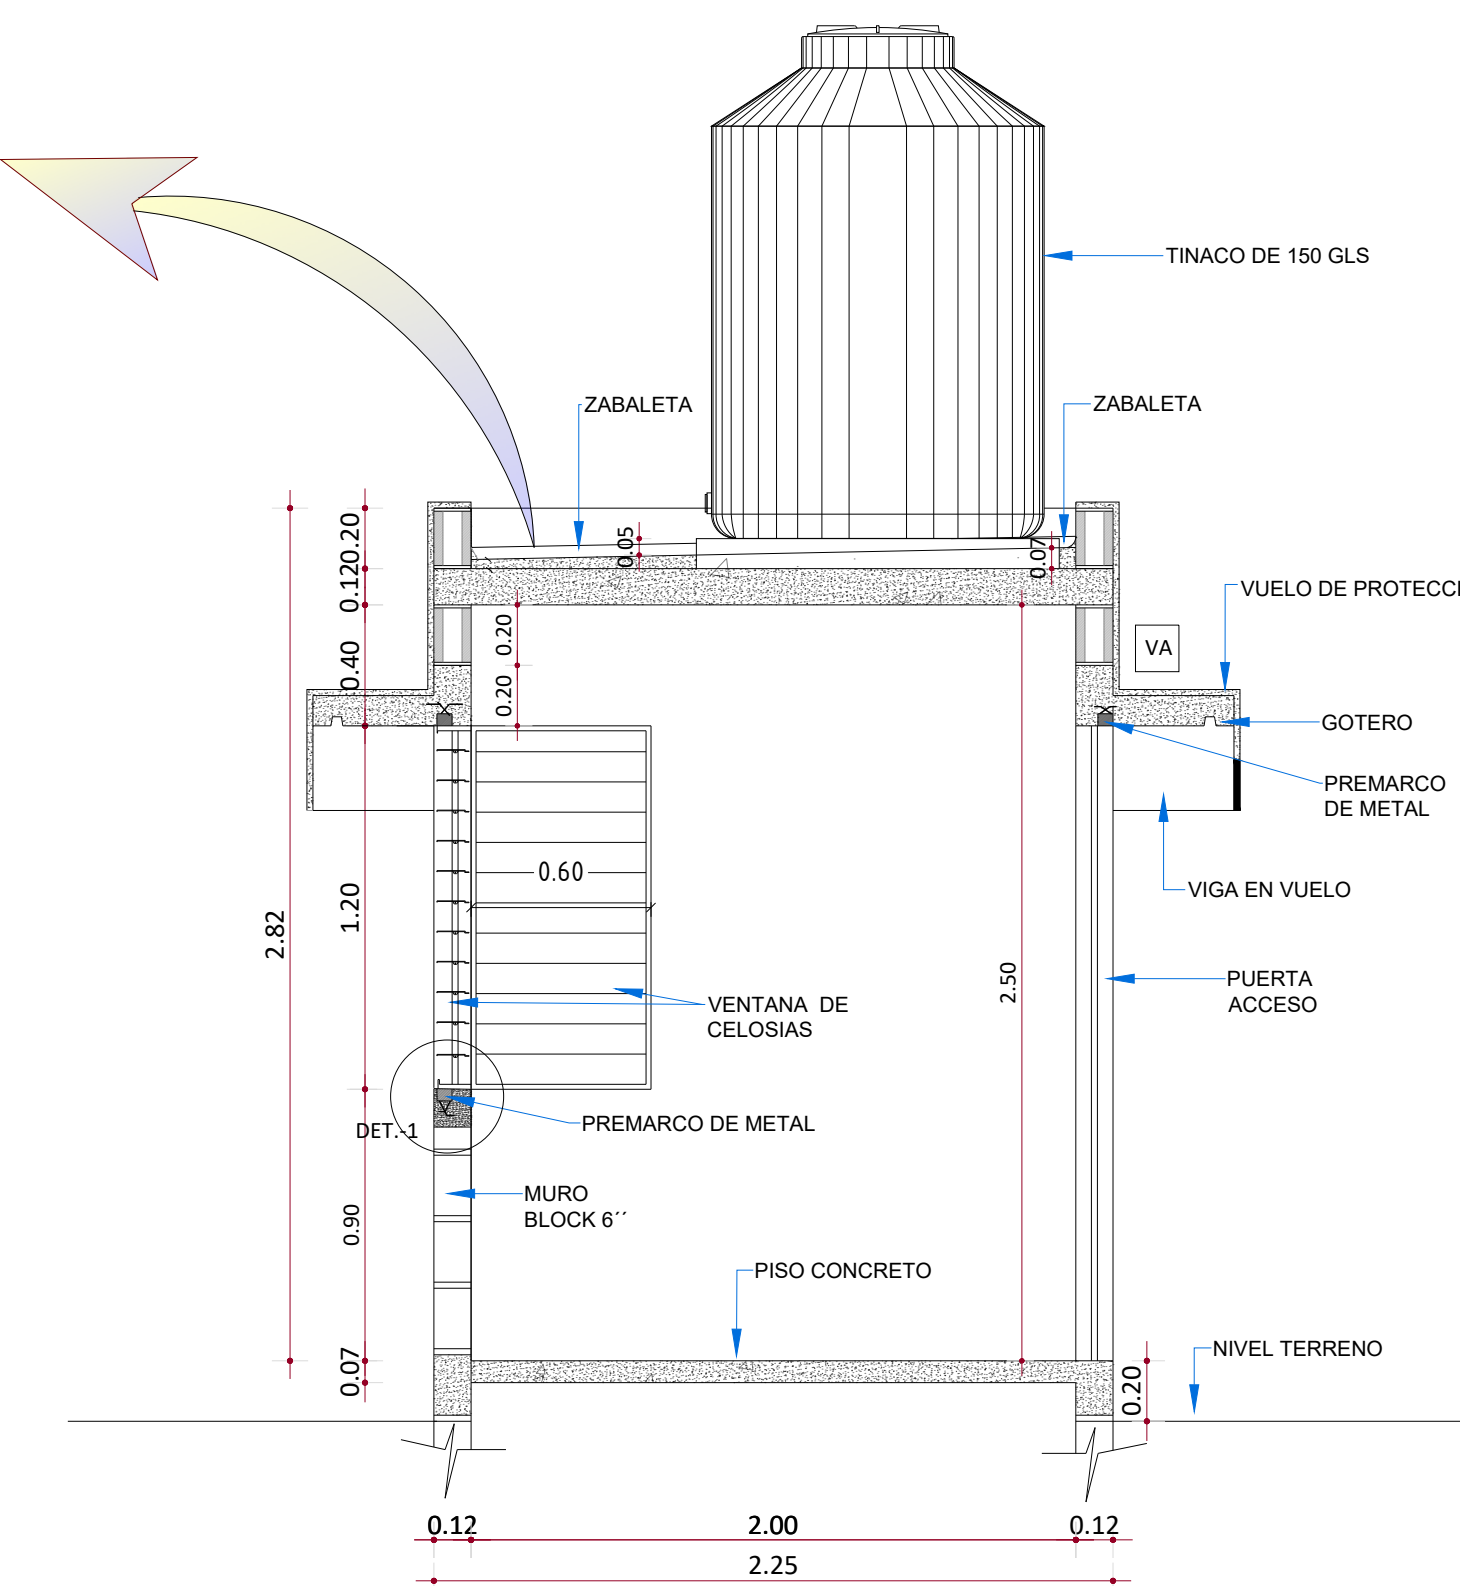 TINACO DE 150 GLS
ZABALETA
ZABALETA
0.20
0.05
0.07
0.12
VUELO DE PROTECCI
0.20
VA
0.40
0.20
GOTERO
PREMARCO
DE METAL
0.60
VIGA EN VUELO
1.20
2.82
2.50
PUERTA
ACCESO
VENTANA DE
CELOSIAS
PREMARCO DE METAL
DET.-1
MURO
BLOCK 6´´
0.90
PISO CONCRETO
NIVEL TERRENO
0.07
0.20
0.12
2.00
0.12
2.25